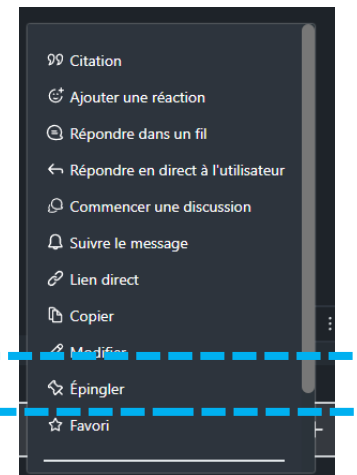 Citation
Ajouter une réaction
Répondre dans un fil
Répondre en direct à l'utilisateur
Commencer une discussion
Suivre le message
Lien direct
Copier
Modifier
Épingler
Favori